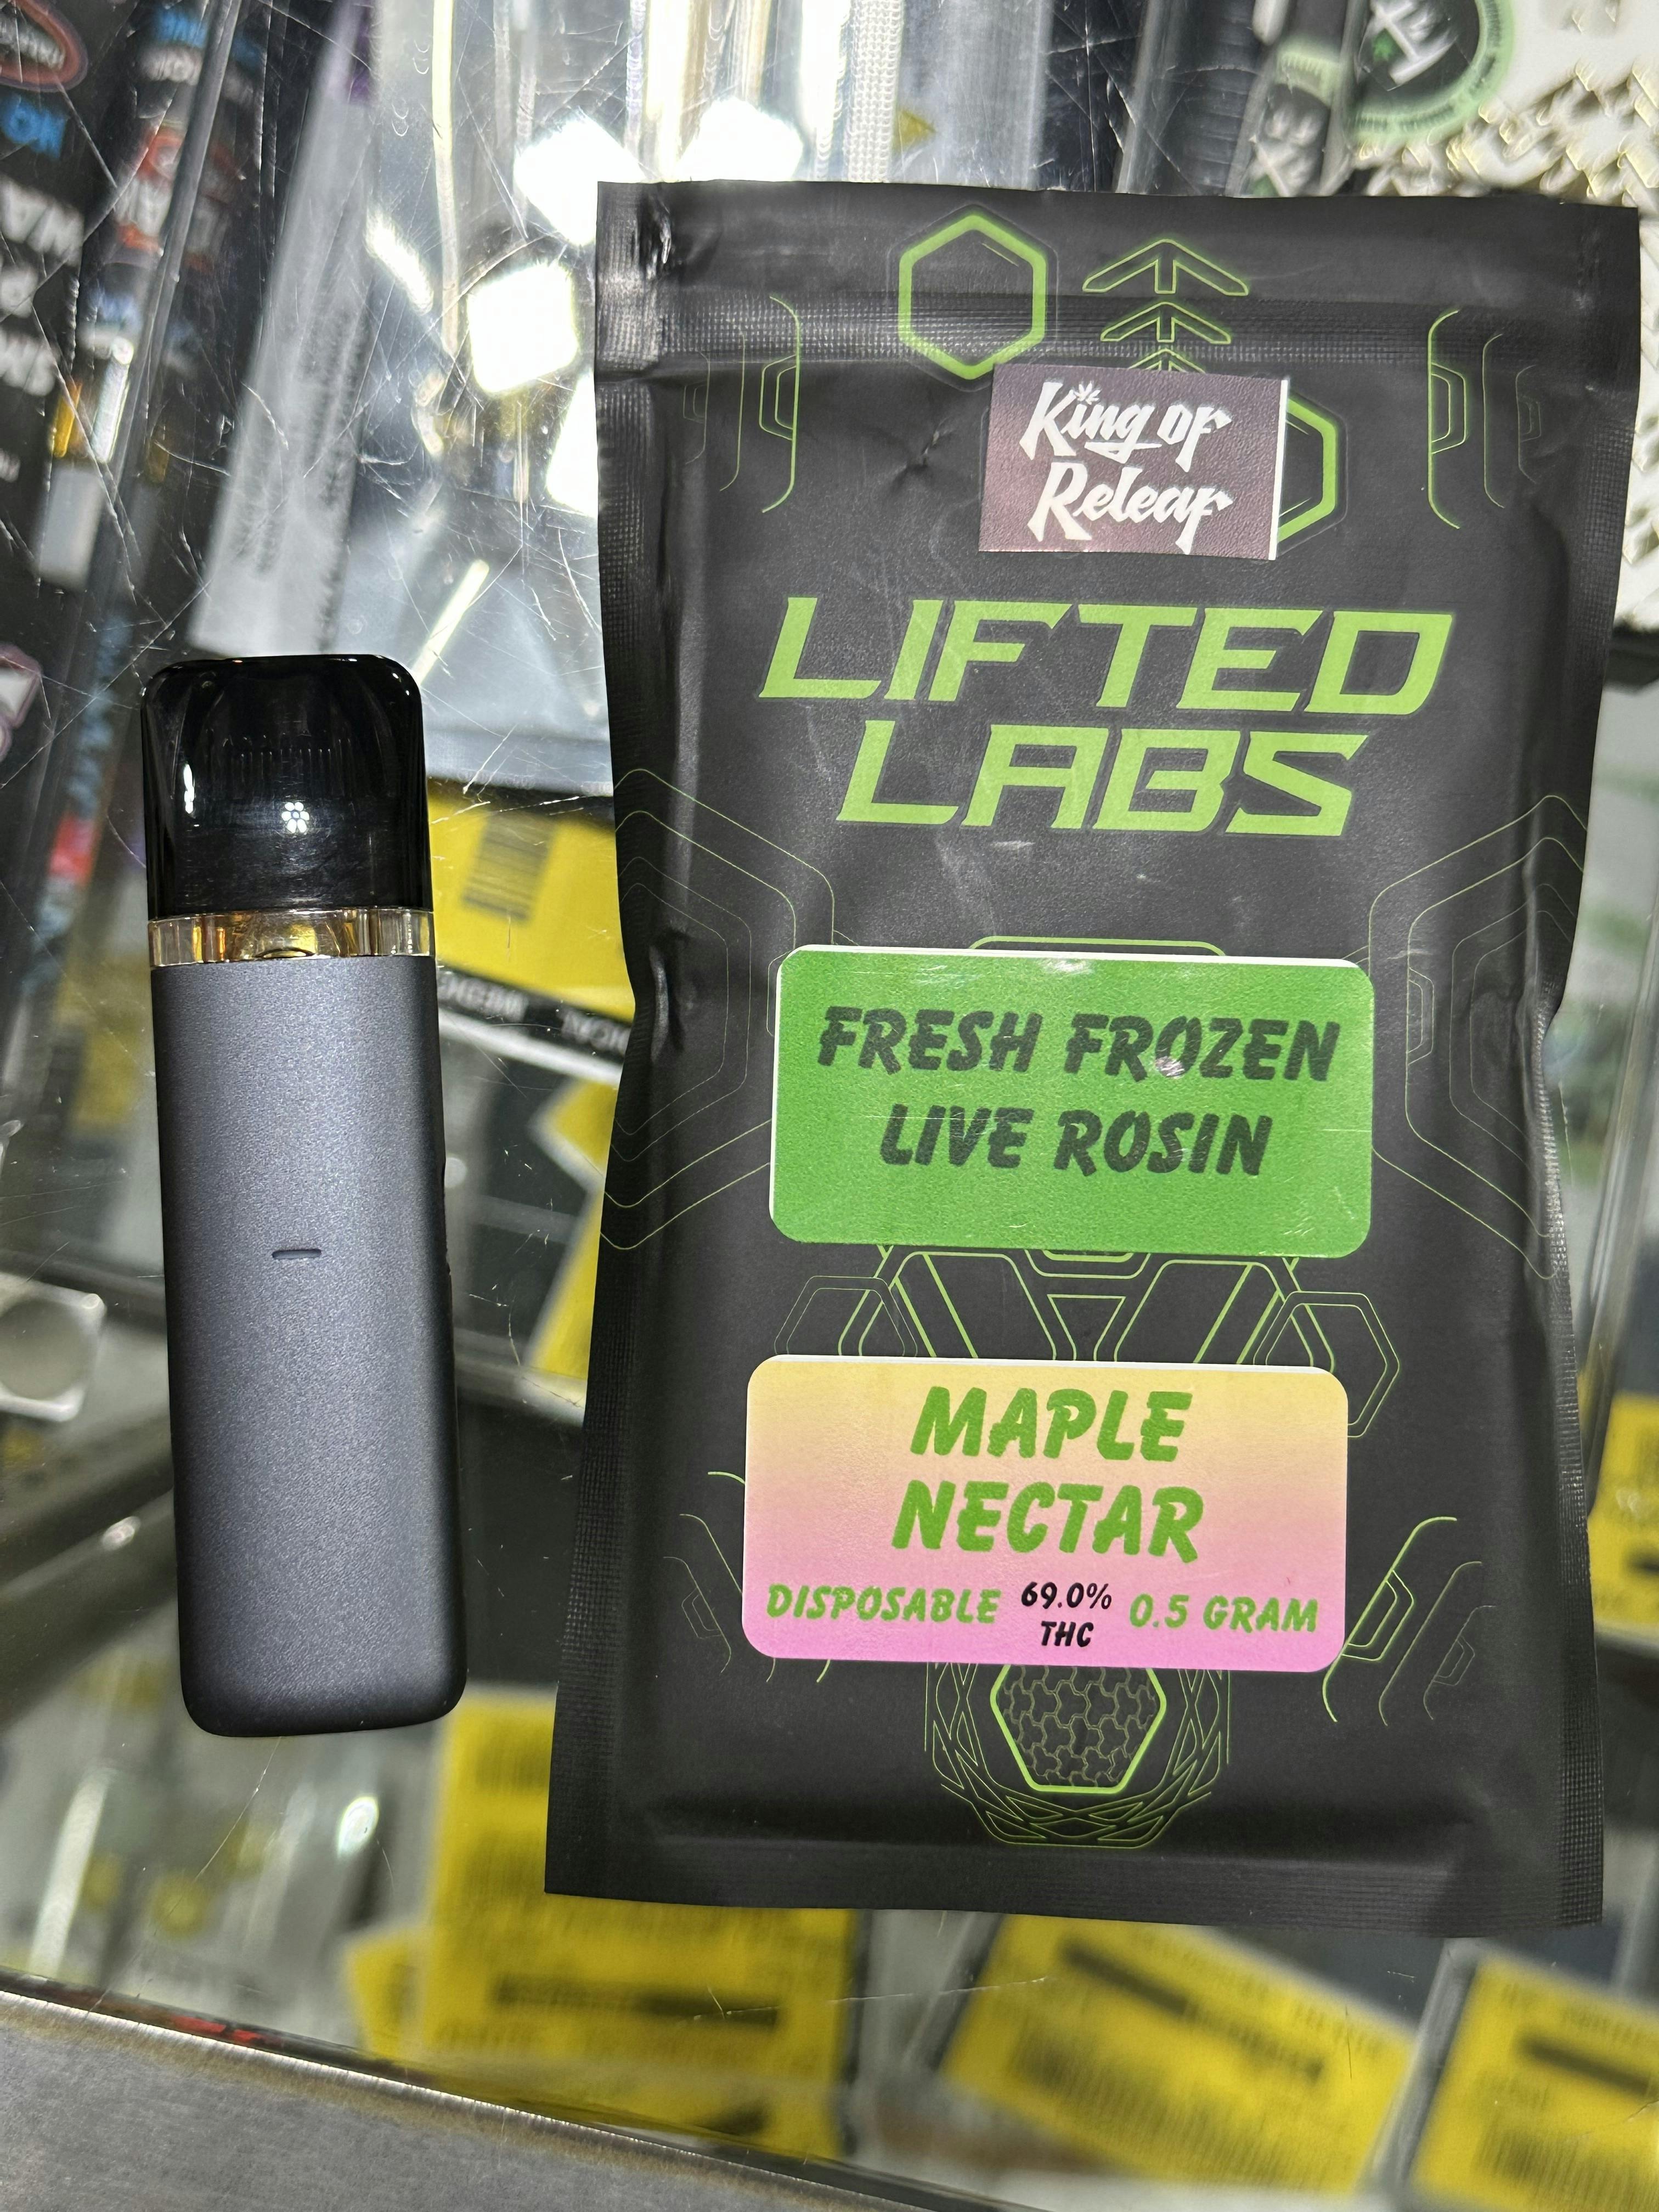 King of
Releaf
LIFTED
LABS
FRESH FROZEN
LIVE ROSIN
MAPLE
NECTAR
DISPOSABLE 69.0% THC 0.5 GRAM